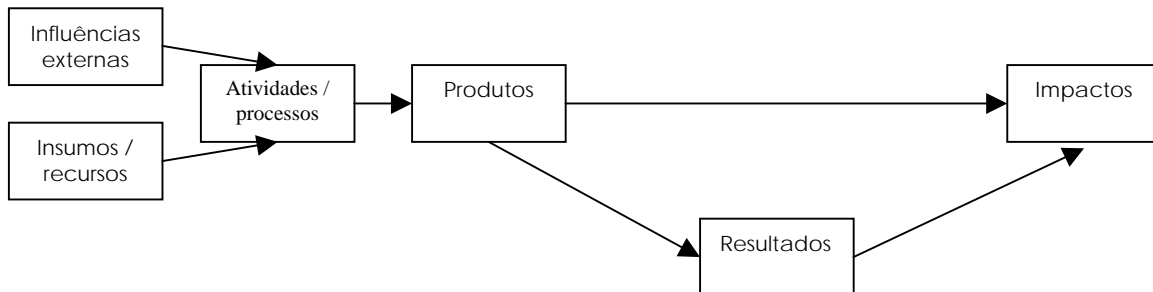 Influências
externas
Insumos /
recursos
Atividades /
processos
Produtos
Resultados
Impactos